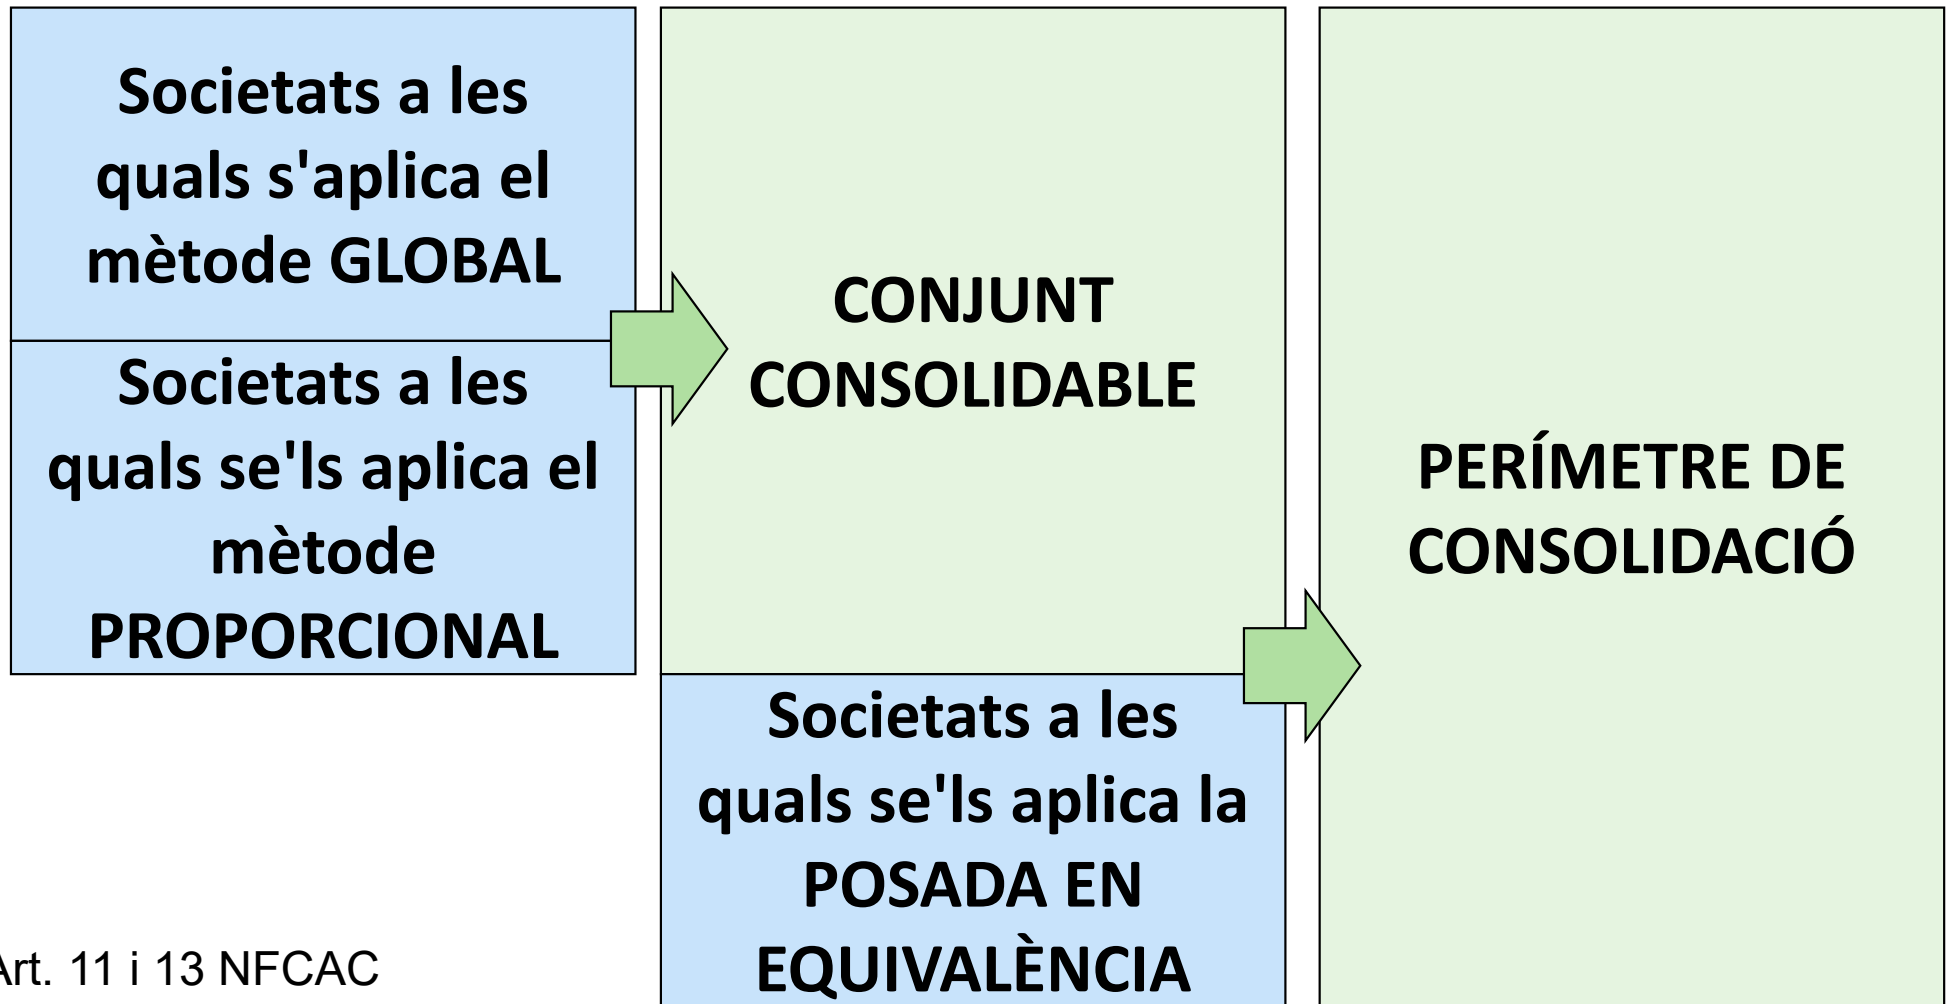 Societats a les
quals s'aplica el
mètode GLOBAL
Societats a les
quals se'ls aplica el
mètode
PROPORCIONAL
CONJUNT
CONSOLIDABLE
Societats a les
quals se'ls aplica la
POSADA EN
EQUIVALÈNCIA
PERÍMETRE DE
CONSOLIDACIÓ
Art. 11 i 13 NFCAC